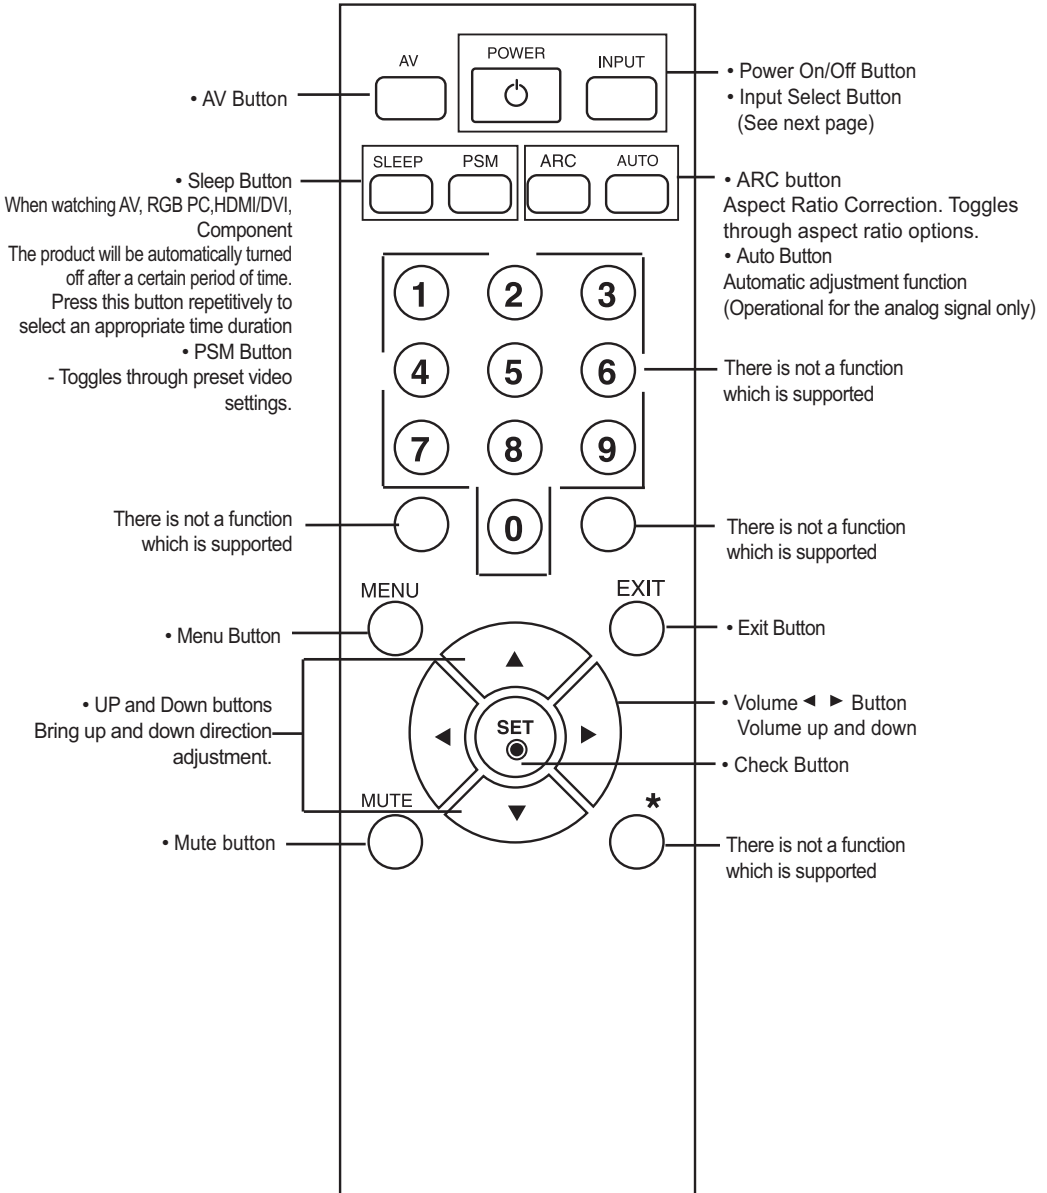 AV
POWER
INPUT
• AV Button
• Power On/Off Button
• Input Select Button
(See next page)
SLEEP
PSM
ARC
AUTO
• Sleep Button
When watching AV, RGB PC,HDMI/DVI,
Component
The product will be automatically turned
off after a certain period of time.
Press this button repetitively to
select an appropriate time duration
• PSM Button
- Toggles through preset video
settings.
• ARC button
Aspect Ratio Correction. Toggles
through aspect ratio options.
• Auto Button
Automatic adjustment function
(Operational for the analog signal only)
1
2
3
4
5
6
7
8
9
0
There is not a function
which is supported
There is not a function
which is supported
There is not a function
which is supported
MENU
EXIT
• Menu Button
• Exit Button
• UP and Down buttons
Bring up and down direction
adjustment.
▲
◄
SET
►
▼
• Volume ◄ ► Button
Volume up and down
• Check Button
MUTE
*
• Mute button
There is not a function
which is supported